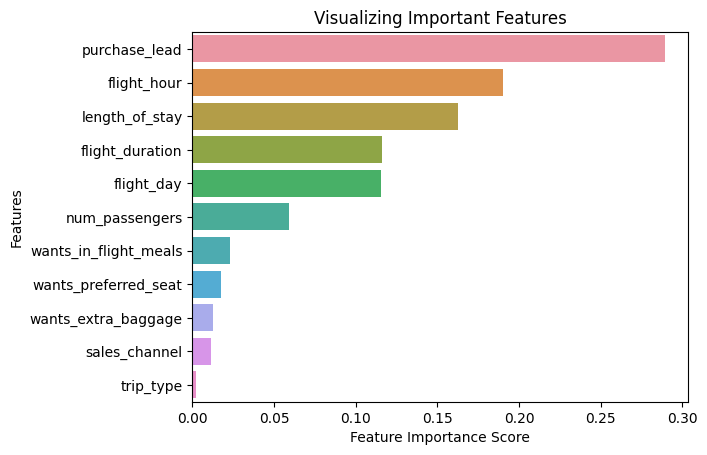 Visualizing Important Features
purchase_lead
flight_hour
length_of_stay
flight_duration
flight_day
num_passengers
wants_in_flight_meals
wants_preferred_seat
wants_extra_baggage
sales_channel
trip_type
Features
0.00 0.05 0.10 0.15 0.20 0.25 0.30
Feature Importance Score